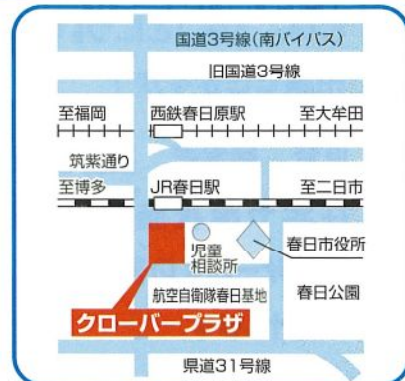 国道3号線(南バイパス)
旧国道3号線
至福岡
西鉄春日原駅
至大牟田
筑紫通り
至博多
JR春日駅
至二日市
児童
相談所
春日市役所
航空自衛隊春日基地
春日公園
クローバープラザ
県道31号線